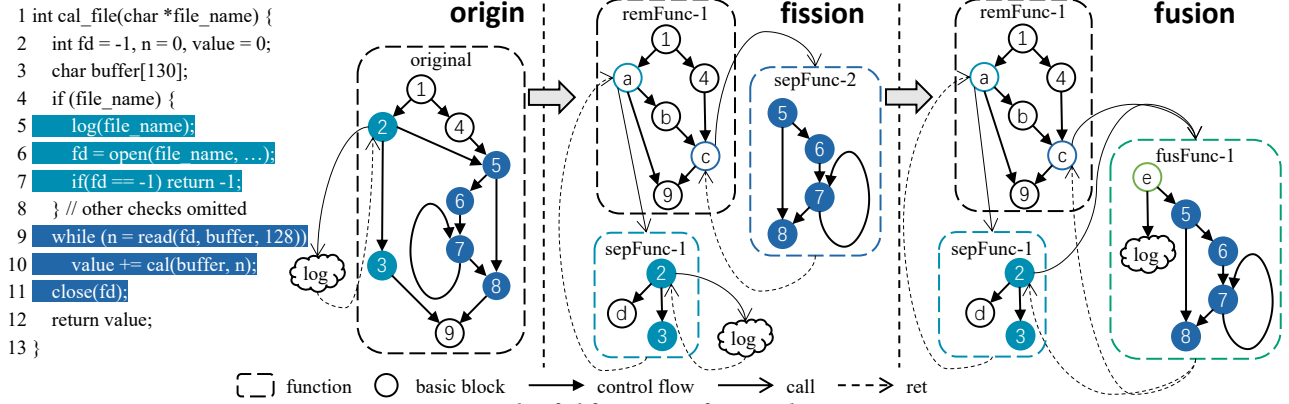 1 int cal_file(char *file_name) {
2 int fd = -1, n = 0, value = 0;
3 char buffer[130];
4 if (file_name) {
5 log(file_name);
6 fd = open(file_name, …);
7 if(fd == -1) return -1;
8 } // other checks omitted
9 while (n = read(fd, buffer, 128))
10 value += cal(buffer, n);
11 close(fd);
12 return value;
13 }
origin
original
1
2
4
5
6
7
3
8
9
log
fission
remFunc-1
1
a
4
b
c
9
sepFunc-2
5
6
7
8
sepFunc-1
2
d
3
log
fusion
remFunc-1
1
a
4
b
c
9
sepFunc-1
2
d
3
fusFunc-1
e
5
log
6
7
8
function
basic block
control flow
call
ret